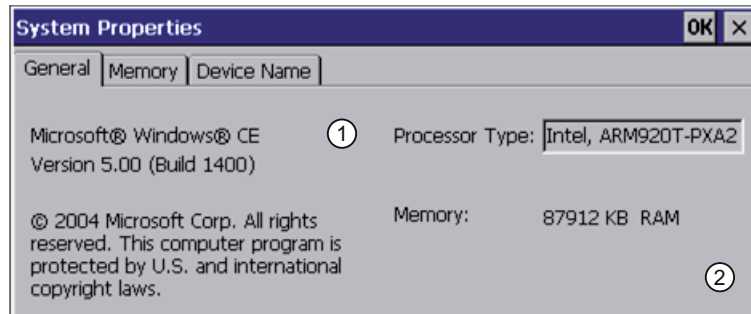 System Properties OK ×
General Memory Device Name
Microsoft® Windows® CE
Version 5.00 (Build 1400)
© 2004 Microsoft Corp. All rights
reserved. This computer program is
protected by U.S. and international
copyright laws.
1
Processor Type: Intel, ARM920T-PXA2
Memory: 87912 KB RAM
2